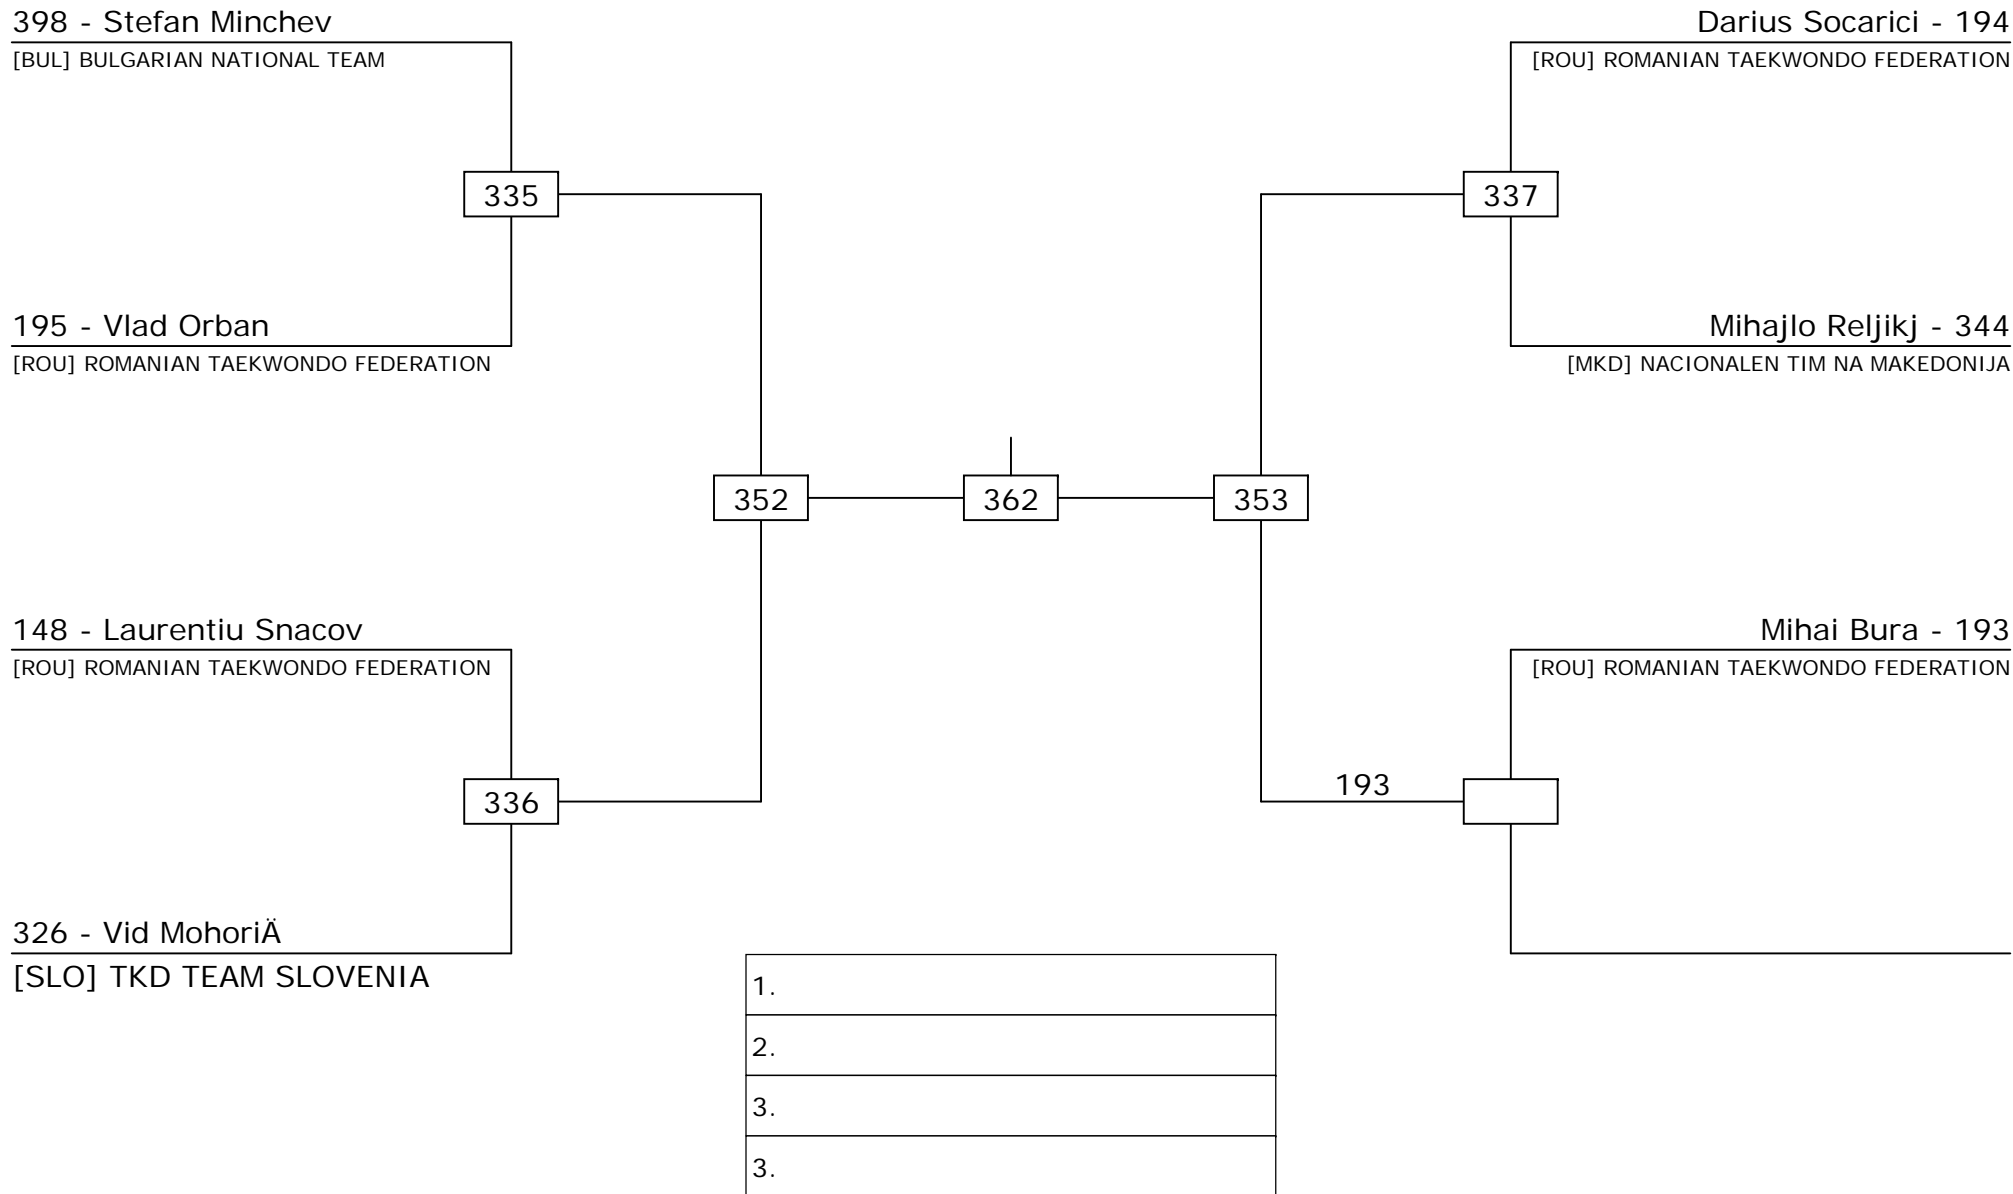 398 - Stefan Minchev
[BUL] BULGARIAN NATIONAL TEAM
335
195 - Vlad Orban
[ROU] ROMANIAN TAEKWONDO FEDERATION
352
148 - Laurentiu Snacov
[ROU] ROMANIAN TAEKWONDO FEDERATION
336
326 - Vid MohoriÄ
[SLO] TKD TEAM SLOVENIA
362
Darius Socarici - 194
[ROU] ROMANIAN TAEKWONDO FEDERATION
337
Mihajlo Reljikj - 344
[MKD] NACIONALEN TIM NA MAKEDONIJA
353
Mihai Bura - 193
[ROU] ROMANIAN TAEKWONDO FEDERATION
193
1.
2.
3.
3.